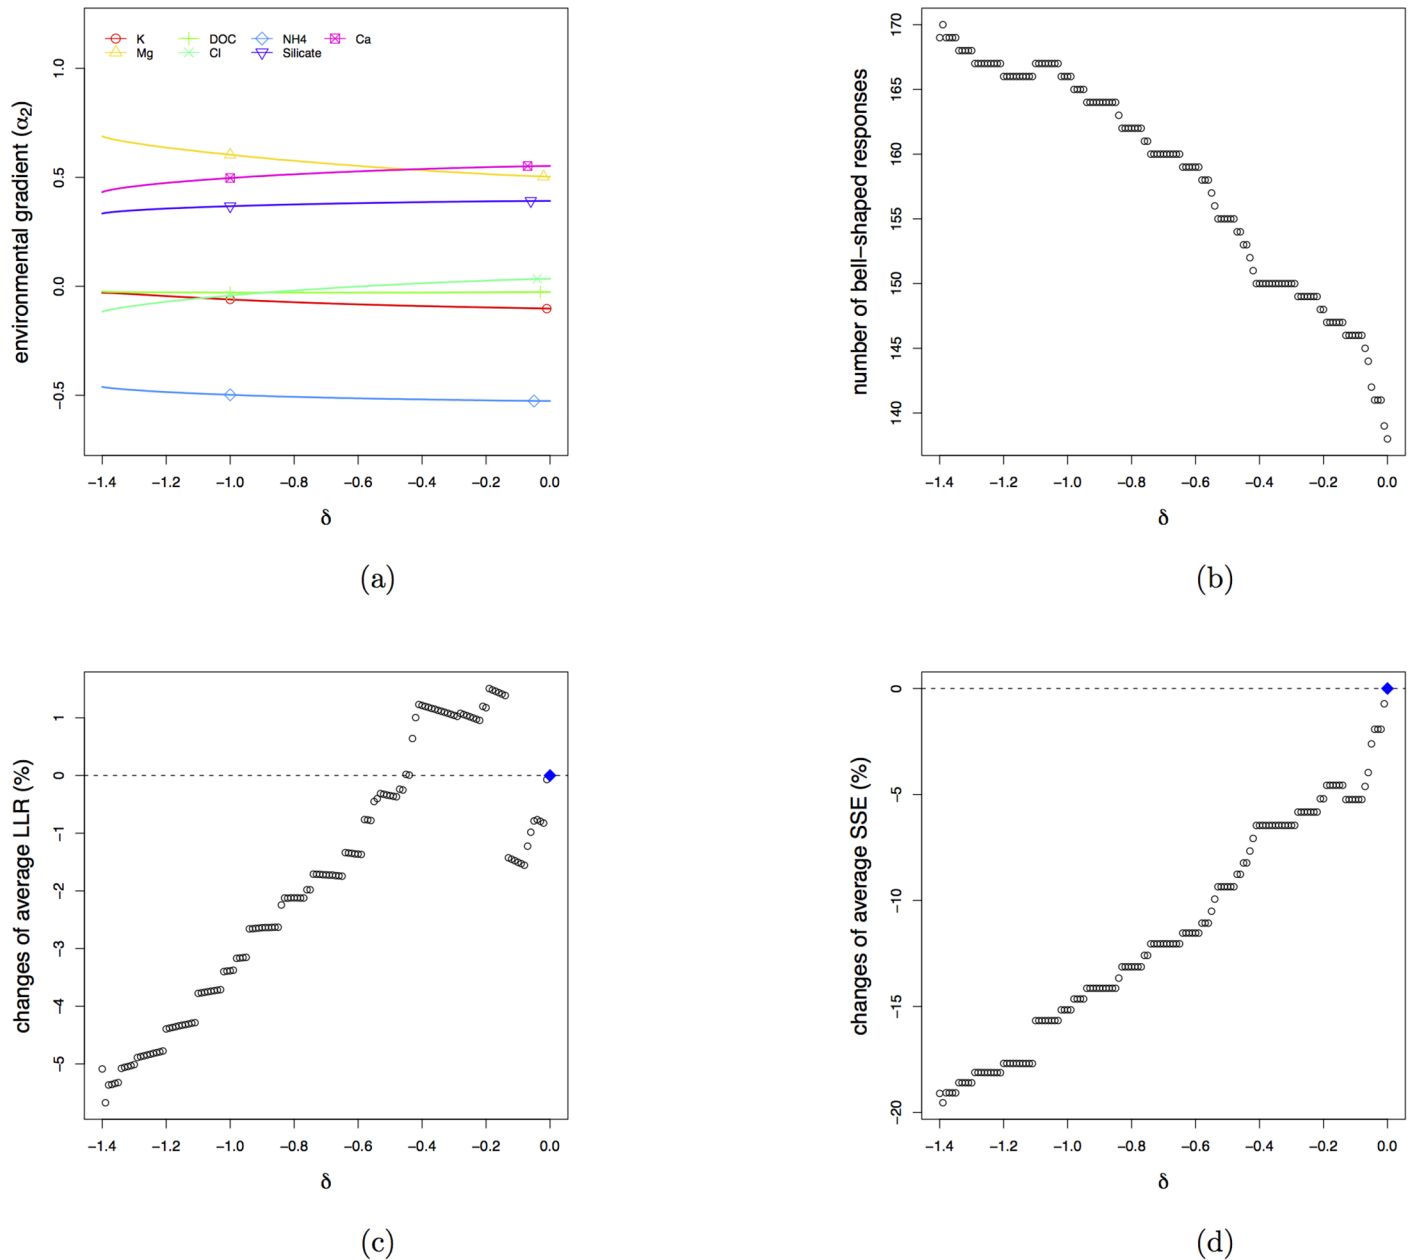 K DOC NH4 Ca
Mg Cl Silicate
environmental gradient (α2)
1.0
0.5
0.0
−0.5
−1.4 −1.2 −1.0 −0.8 −0.6 −0.4 −0.2 0.0
δ
(a)
number of bell−shaped responses
170
165
160
155
150
145
140
−1.4 −1.2 −1.0 −0.8 −0.6 −0.4 −0.2 0.0
δ
(b)
changes of average LLR (%)
1
0
−1
−2
−3
−4
−5
−1.4 −1.2 −1.0 −0.8 −0.6 −0.4 −0.2 0.0
δ
(c)
changes of average SSE (%)
0
−5
−10
−15
−20
−1.4 −1.2 −1.0 −0.8 −0.6 −0.4 −0.2 0.0
δ
(d)